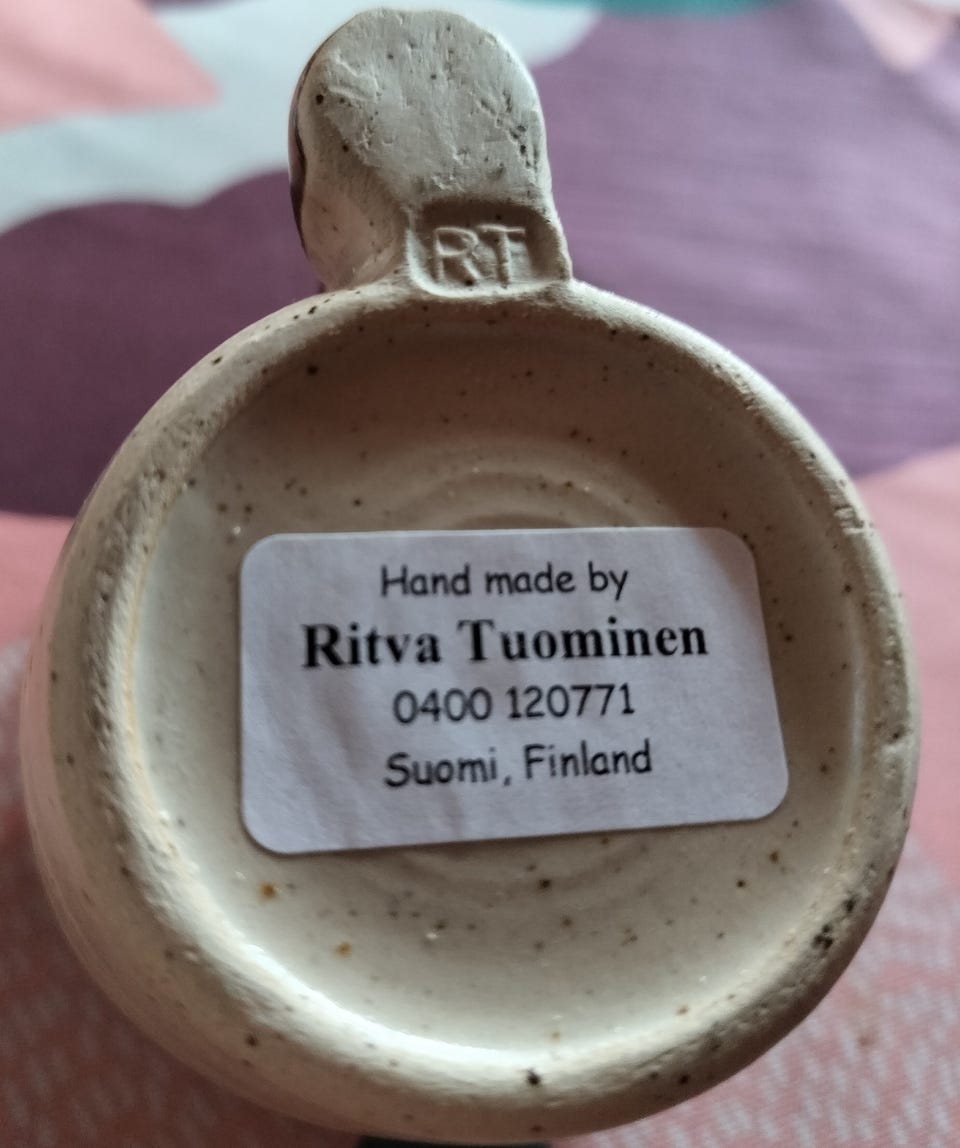 RT
Hand made by
Ritva Tuominen
0400 120771
Suomi, Finland